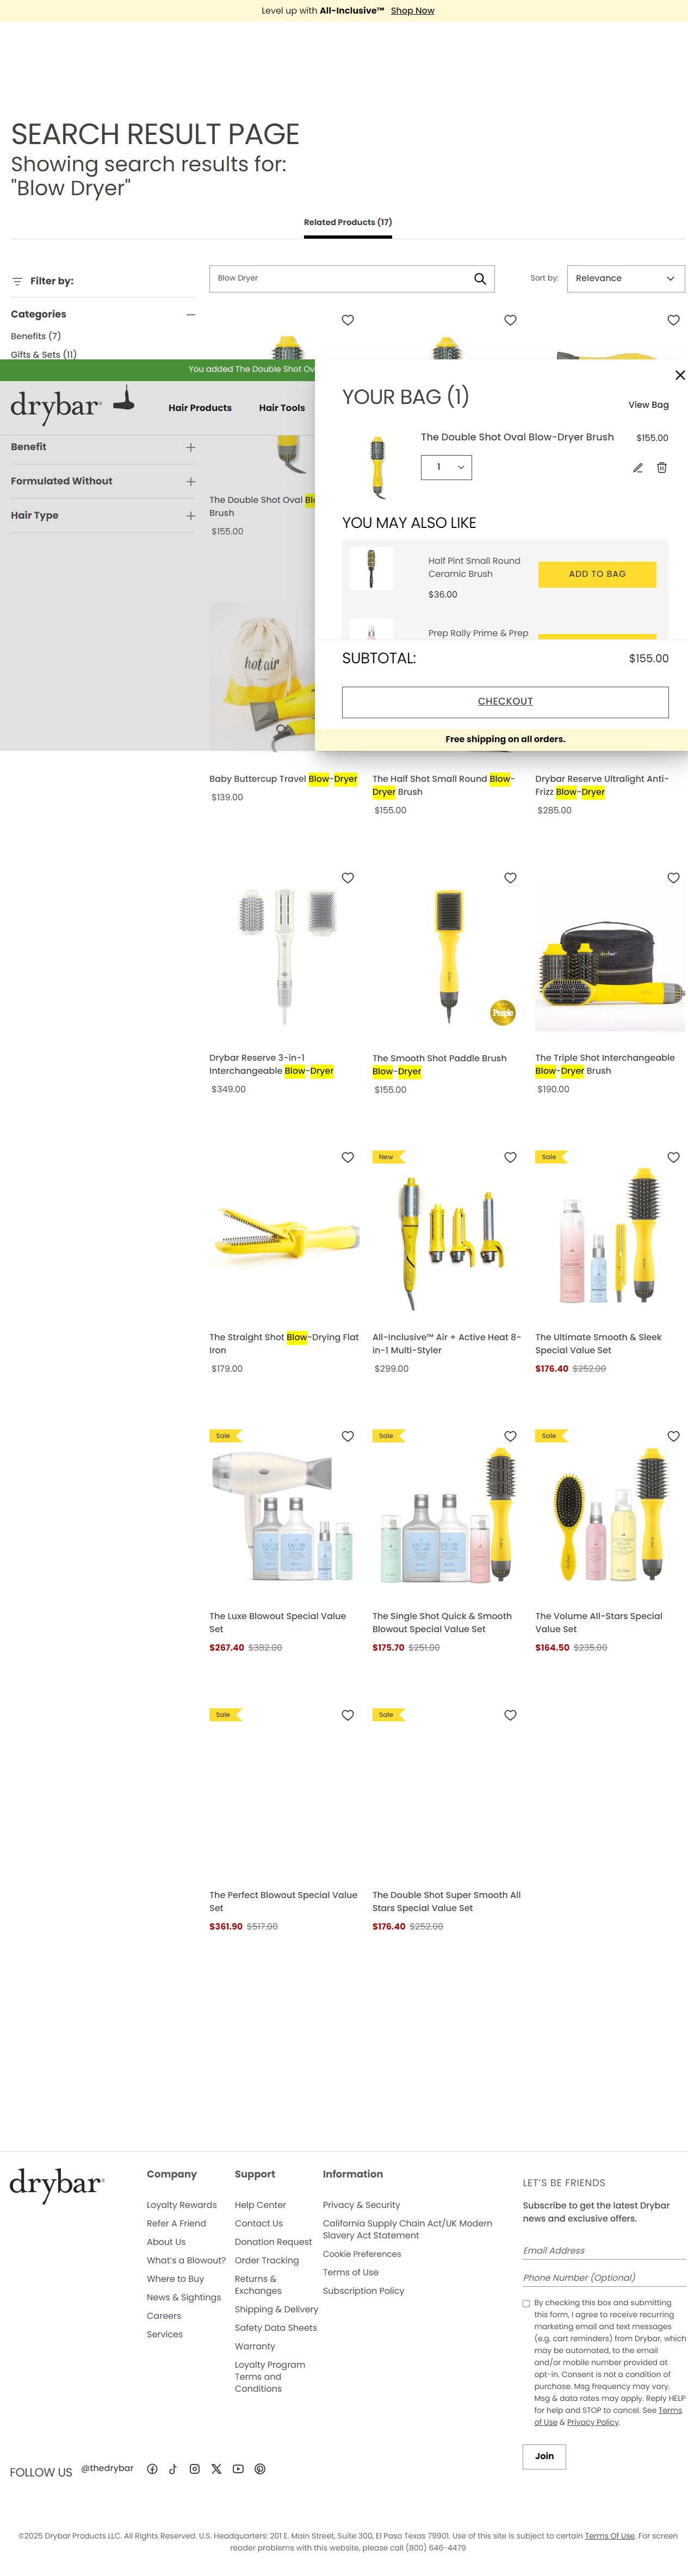 Level up with All-Inclusive™ Shop Now
SEARCH RESULT PAGE
Showing search results for:
"Blow Dryer"
Related Products (17)
Filter by:
Blow Dryer
Sort by:
Relevance
Categories
Benefits (7)
Gifts & Sets (11)
You added The Double Shot Ov
drybar
Hair Products
Hair Tools
Benefit
Formulated Without
Hair Type
The Double Shot Oval Blo
Brush
$155.00
YOUR BAG (1)
View Bag
The Double Shot Oval Blow-Dryer Brush
$155.00
1
YOU MAY ALSO LIKE
Half Pint Small Round
Ceramic Brush
$36.00
ADD TO BAG
Prep Rally Prime & Prep
SUBTOTAL:
$155.00
CHECKOUT
Free shipping on all orders.
hot air
Baby Buttercup Travel Blow-Dryer
$139.00
The Half Shot Small Round Blow-
Dryer Brush
$155.00
Drybar Reserve Ultralight Anti-
Frizz Blow-Dryer
$285.00
People
drybar
Drybar Reserve 3-in-1
Interchangeable Blow-Dryer
$349.00
The Smooth Shot Paddle Brush
Blow-Dryer
$155.00
The Triple Shot Interchangeable
Blow-Dryer Brush
$190.00
New
Sale
The Straight Shot Blow-Drying Flat
Iron
$179.00
All-Inclusive™ Air + Active Heat 8-
in-1 Multi-Styler
$299.00
The Ultimate Smooth & Sleek
Special Value Set
$176.40 $252.00
Sale
Sale
Sale
LIQUID
GLASS
LIQUID
GLASS
The Luxe Blowout Special Value
Set
$267.40 $382.00
The Single Shot Quick & Smooth
Blowout Special Value Set
$175.70 $251.00
The Volume All-Stars Special
Value Set
$164.50 $235.00
Sale
Sale
The Perfect Blowout Special Value
Set
$361.90 $517.00
The Double Shot Super Smooth All
Stars Special Value Set
$176.40 $252.00
drybar
Company
Loyalty Rewards
Refer A Friend
About Us
What's a Blowout?
Where to Buy
News & Sightings
Careers
Services
Support
Help Center
Contact Us
Donation Request
Order Tracking
Returns &
Exchanges
Shipping & Delivery
Safety Data Sheets
Warranty
Loyalty Program
Terms and
Conditions
Information
Privacy & Security
California Supply Chain Act/UK Modern
Slavery Act Statement
Cookie Preferences
Terms of Use
Subscription Policy
LET'S BE FRIENDS
Subscribe to get the latest Drybar
news and exclusive offers.
Email Address
Phone Number (Optional)
By checking this box and submitting
this form, I agree to receive recurring
marketing email and text messages
(e.g. cart reminders) from Drybar, which
may be automated, to the email
and/or mobile number provided at
opt-in. Consent is not a condition of
purchase. Msg frequency may vary.
Msg & data rates may apply. Reply HELP
for help and STOP to cancel. See Terms
of Use & Privacy Policy.
Join
FOLLOW US
@thedrybar
©2025 Drybar Products LLC. All Rights Reserved. U.S. Headquarters: 201 E. Main Street, Suite 300, El Paso Texas 79901. Use of this site is subject to certain Terms Of Use. For screen
reader problems with this website, please call (800) 646-4479